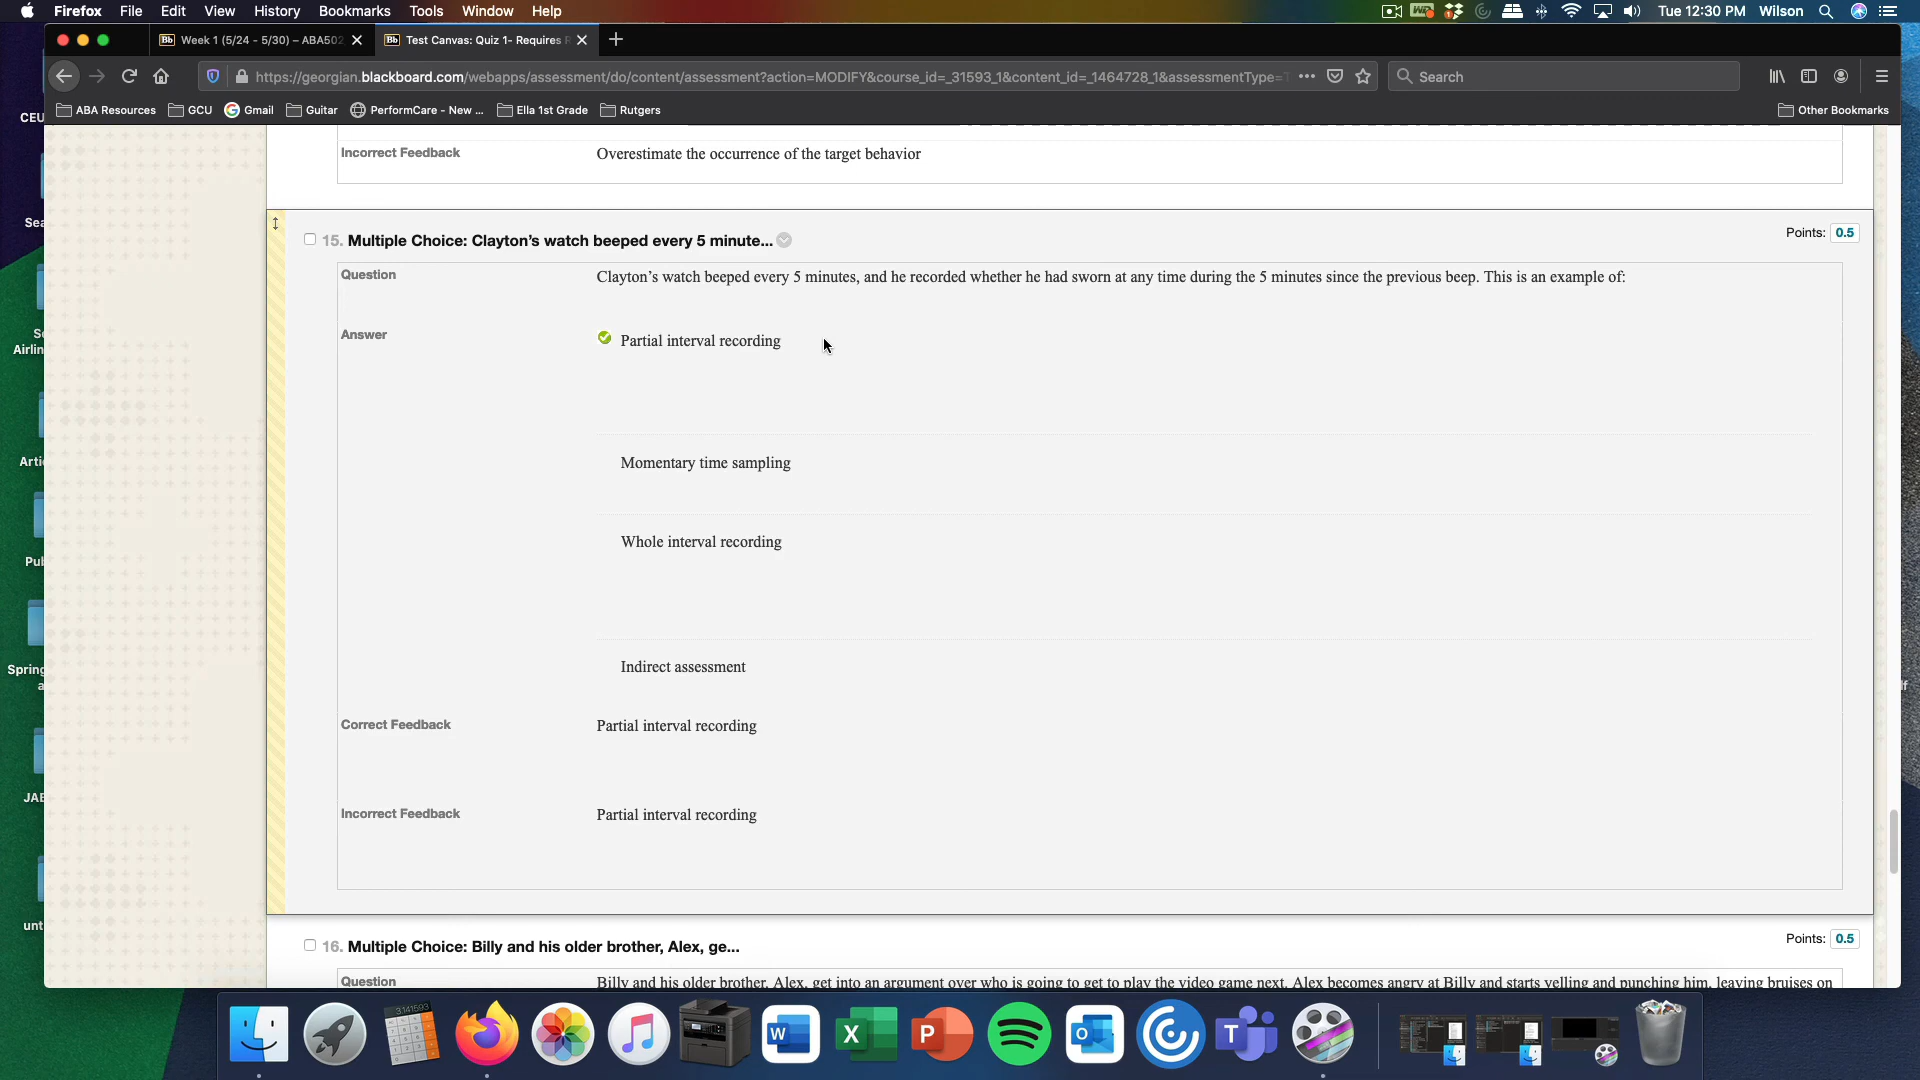 Firefox File Edit View History Bookmarks Tools Window Help
Tue 12:30 PM Wilson
Week 1 (5/24 - 5/30) – ABA502
Test Canvas: Quiz 1- Requires
https://georgian.blackboard.com/webapps/assessment/do/content/assessment?action=MODIFY&course_id=_31593_1&content_id=_1464728_1&assessmentType=
Search
ABA Resources GCU Gmail Guitar PerformCare - New ... Ella 1st Grade Rutgers Other Bookmarks
Incorrect Feedback Overestimate the occurrence of the target behavior
15. Multiple Choice: Clayton’s watch beeped every 5 minute... Points: 0.5
Question Clayton’s watch beeped every 5 minutes, and he recorded whether he had sworn at any time during the 5 minutes since the previous beep. This is an example of:
Answer Partial interval recording
Momentary time sampling
Whole interval recording
Indirect assessment
Correct Feedback Partial interval recording
Incorrect Feedback Partial interval recording
16. Multiple Choice: Billy and his older brother, Alex, ge... Points: 0.5
Question Billy and his older brother, Alex, get into an argument over who is going to get to play the video game next. Alex becomes angry at Billy and starts yelling and punching him, leaving bruises on
CEU
Airlin
Spring
JAE
3.141593